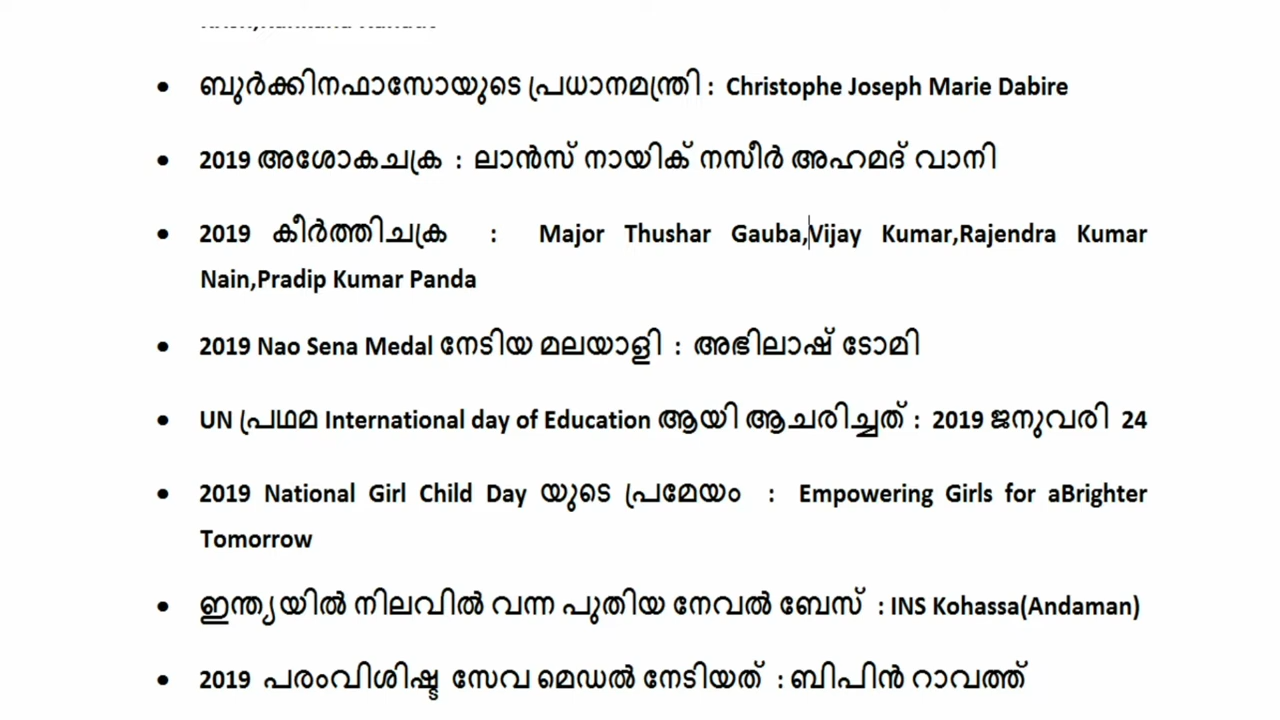 • ബുർക്കിനഫാസോയുടെ പ്രധാനമന്ത്രി : Christophe Joseph Marie Dabire
• 2019 അശോകചക്ര : ലാൻസ് നായിക് നസീർ അഹമദ് വാനി
• 2019 കീർത്തിചക്ര : Major Thushar Gauba,Vijay Kumar,Rajendra Kumar
Nain,Pradip Kumar Panda
• 2019 Nao Sena Medal നേടിയ മലയാളി : അഭിലാഷ് ടോമി
• UN പ്രഥമ International day of Education ആയി ആചരിച്ചത് : 2019 ജനുവരി 24
• 2019 National Girl Child Day യുടെ പ്രമേയം : Empowering Girls for aBrighter
Tomorrow
• ഇന്ത്യയിൽ നിലവിൽ വന്ന പുതിയ നേവൽ ബേസ് : INS Kohassa(Andaman)
• 2019 പരംവിശിഷ്ട സേവ മെഡൽ നേടിയത് : ബിപിൻ റാവത്ത്